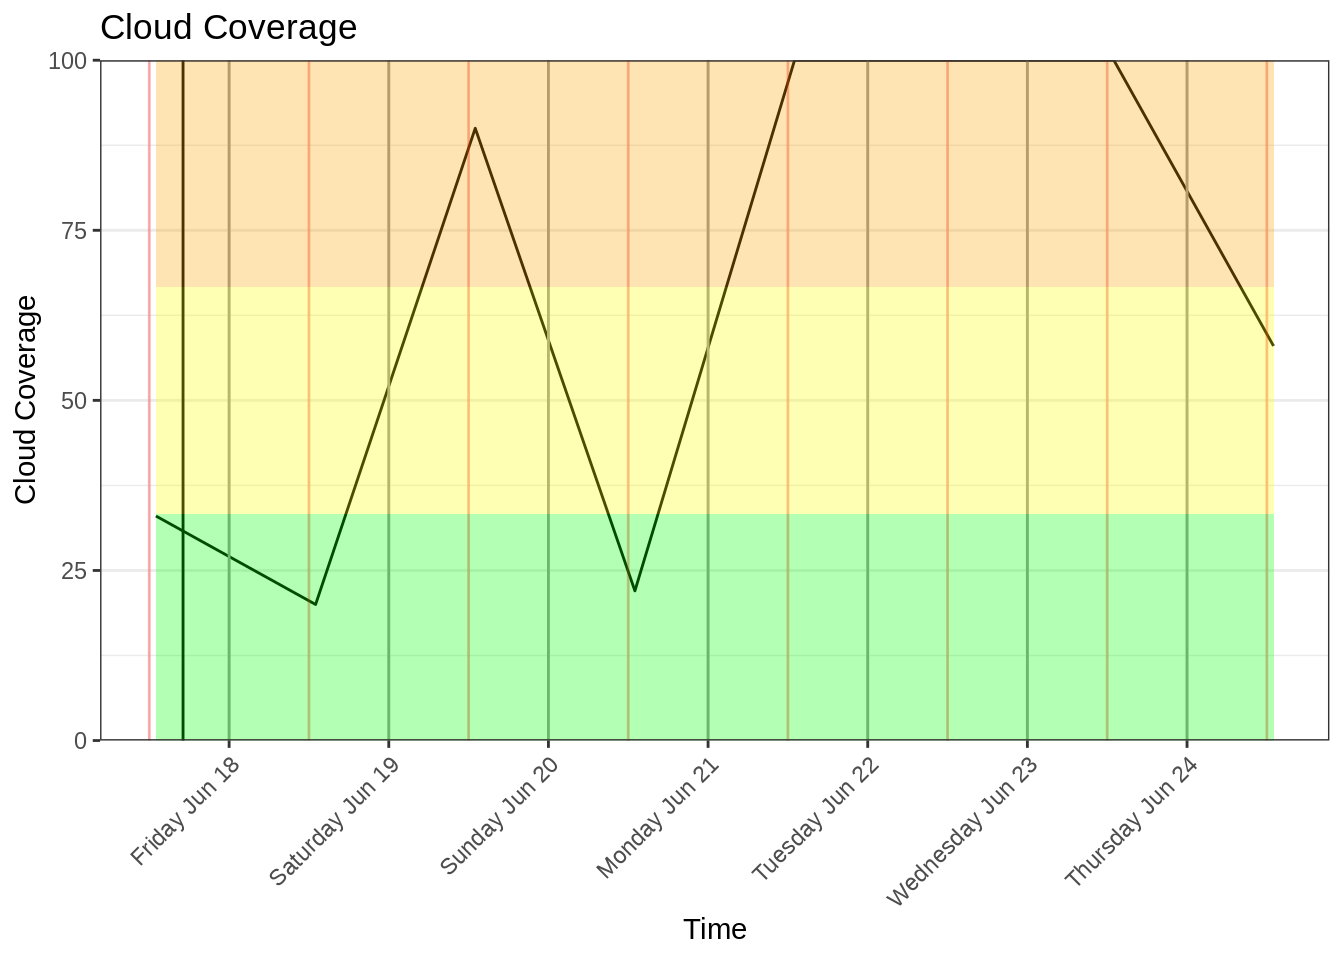 Cloud Coverage
100
75
50
25
0
Cloud Coverage
Friday Jun 18
Saturday Jun 19
Sunday Jun 20
Monday Jun 21
Tuesday Jun 22
Wednesday Jun 23
Thursday Jun 24
Time